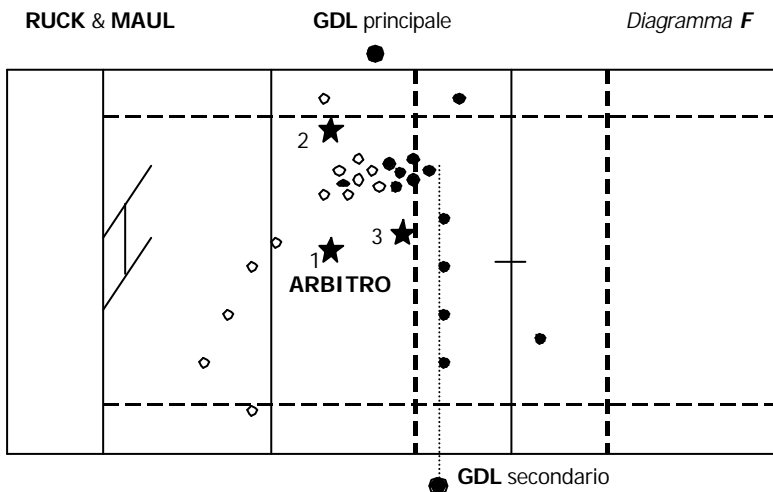 RUCK & MAUL GDL principale Diagramma F
2
3
1
ARBITRO
GDL secondario